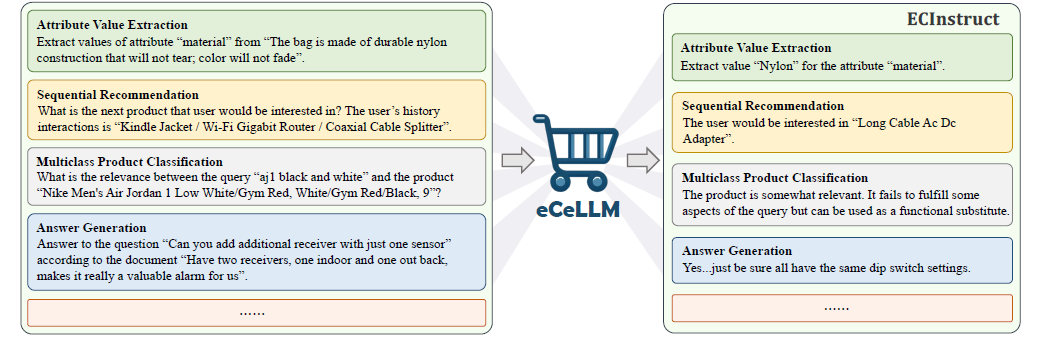 Attribute Value Extraction
Extract values of attribute “material” from “The bag is made of durable nylon
construction that will not tear; color will not fade”.
Sequential Recommendation
What is the next product that user would be interested in? The user’s history
interactions is “Kindle Jacket / Wi-Fi Gigabit Router / Coaxial Cable Splitter”.
Multiclass Product Classification
What is the relevance between the query “aj1 black and white” and the product
“Nike Men's Air Jordan 1 Low White/Gym Red, White/Gym Red/Black, 9”?
Answer Generation
Answer to the question “Can you add additional receiver with just one sensor”
according to the document “Have two receivers, one indoor and one out back,
makes it really a valuable alarm for us”.
……
eCeLLM
ECInstruct
Attribute Value Extraction
Extract value “Nylon” for the attribute “material”.
Sequential Recommendation
The user would be interested in “Long Cable Ac Dc
Adapter”.
Multiclass Product Classification
The product is somewhat relevant. It fails to fulfill some
aspects of the query but can be used as a functional substitute.
Answer Generation
Yes...just be sure all have the same dip switch settings.
……